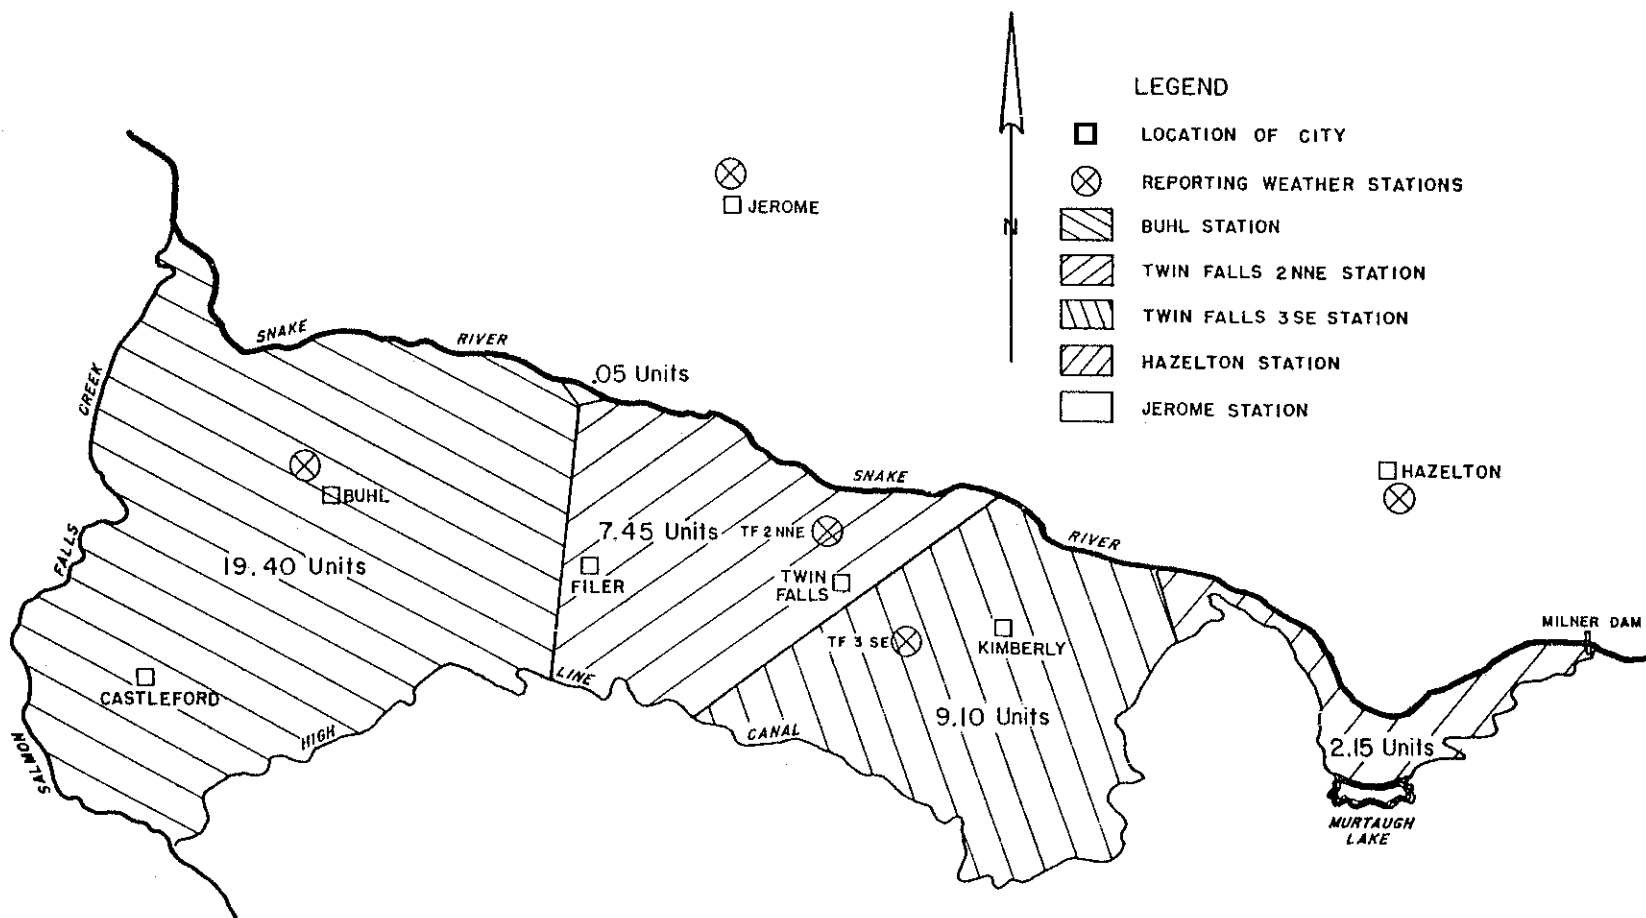 LEGEND
LOCATION OF CITY
REPORTING WEATHER STATIONS
BUHL STATION
TWIN FALLS 2NNE STATION
TWIN FALLS 3SE STATION
HAZELTON STATION
JEROME STATION
N
JEROME
SNAKE RIVER
.05 Units
CREEK
FALLS
SALMON
BUHL
19.40 Units
CASTLEFORD
HIGH
LINE
CANAL
7.45 Units
FILER
TF 2 NNE
TWIN
FALLS
SNAKE
RIVER
HAZELTON
TF 3 SE
KIMBERLY
9.10 Units
MILNER DAM
2.15 Units
MURTAUGH
LAKE